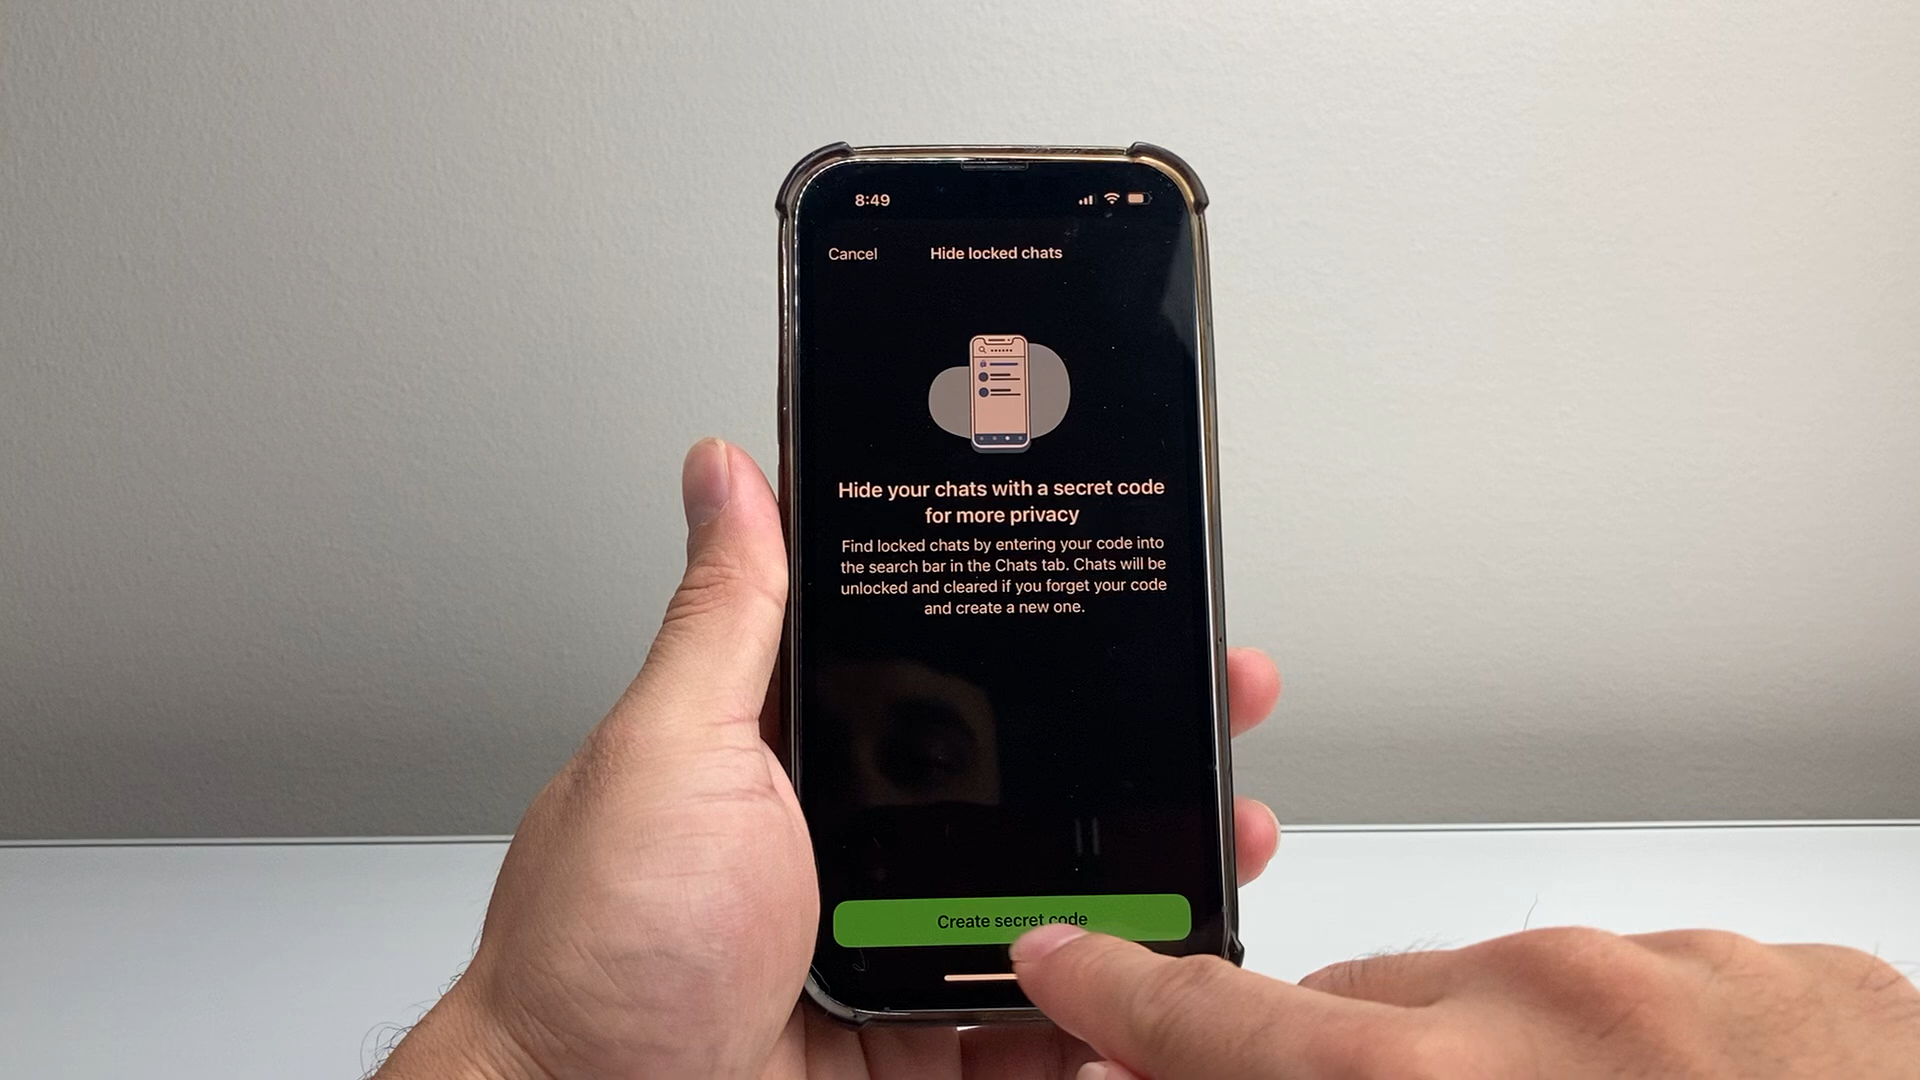 8:49
Cancel
Hide locked chats
Hide your chats with a secret code
for more privacy
Find locked chats by entering your code into
the search bar in the Chats tab. Chats will be
unlocked and cleared if you forget your code
and create a new one.
Create secret code